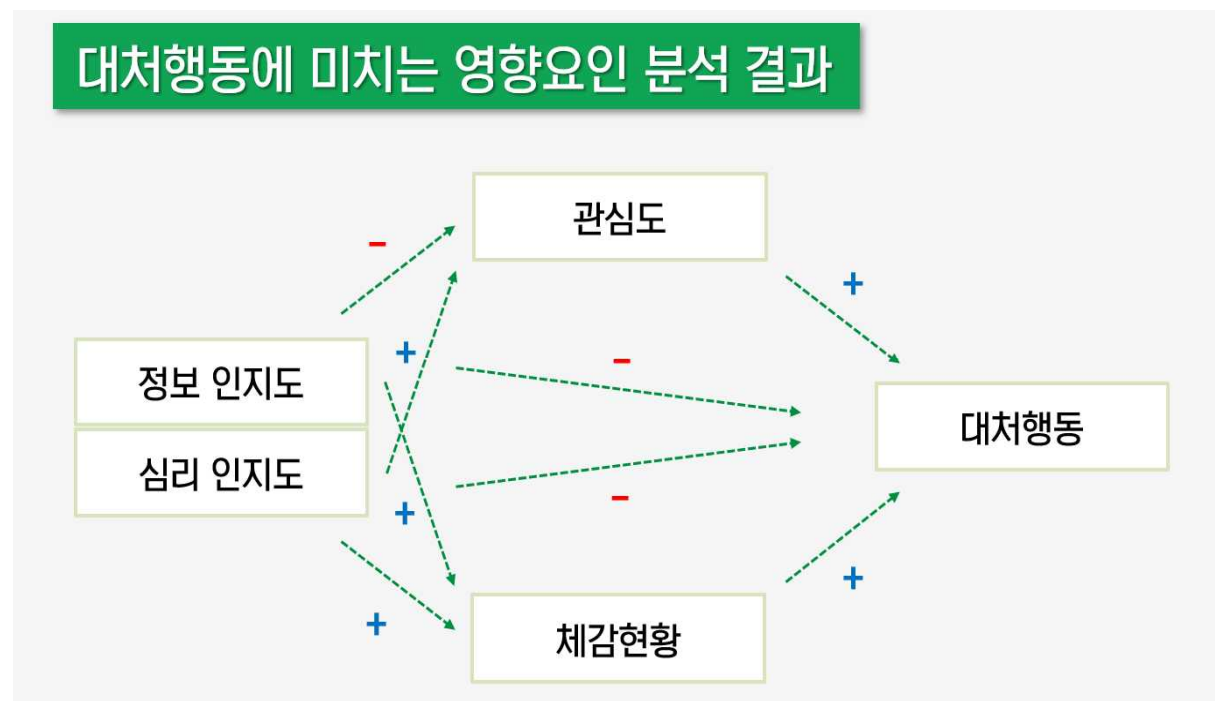 대처행동에 미치는 영향요인 분석 결과
관심도
-
+
정보 인지도
+
-
대처행동
심리 인지도
+
-
+
+
체감현황